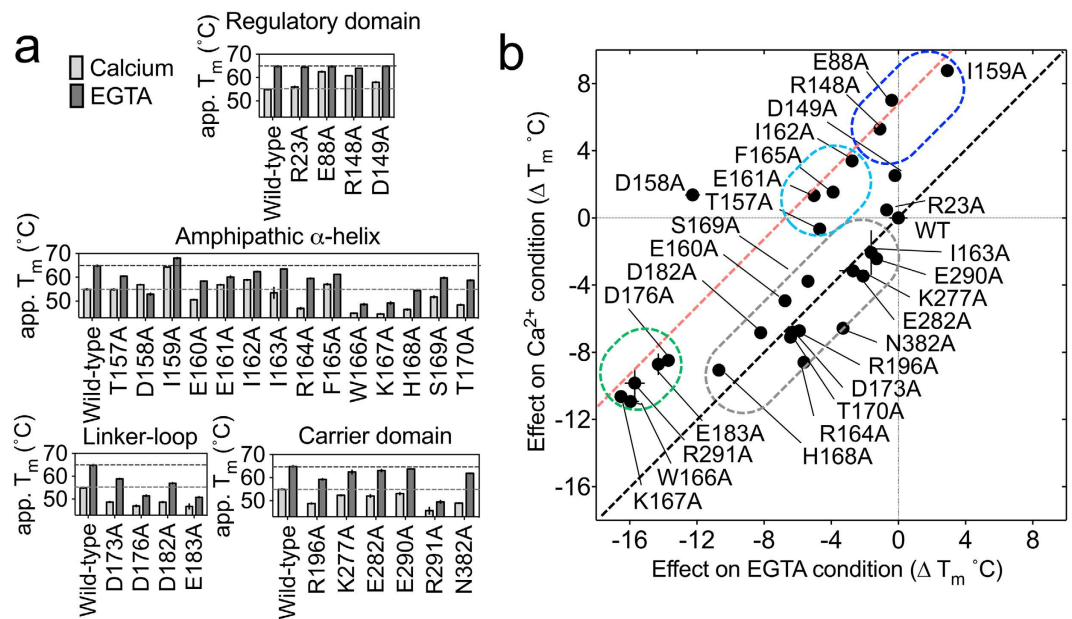 a
Regulatory domain
Calcium
EGTA
app. Tm (°C)
65
60
50
Wild-type
R23A
E88A
R148A
D149A
Amphipathic α-helix
app. Tm (°C)
70
60
50
Wild-type
T157A
D158A
I159A
E160A
E161A
I162A
I163A
R164A
F165A
W166A
K167A
H168A
S169A
T170A
Linker-loop
app. Tm (°C)
70
60
50
Wild-type
D173A
D176A
D182A
E183A
Carrier domain
app. Tm (°C)
70
60
50
Wild-type
R196A
K277A
E282A
E290A
R291A
N382A
b
Effect on Ca2+ condition (Δ Tm °C)
8
4
0
-4
-8
-12
-16
E88A
I159A
R148A
D149A
I162A
F165A
E161A
D158A
T157A
R23A
S169A
WT
E160A
I163A
D182A
E290A
D176A
K277A
E282A
N382A
R196A
D173A
T170A
E183A
R164A
R291A
H168A
W166A
K167A
-16 -12 -8 -4 0 4 8
Effect on EGTA condition (Δ Tm °C)